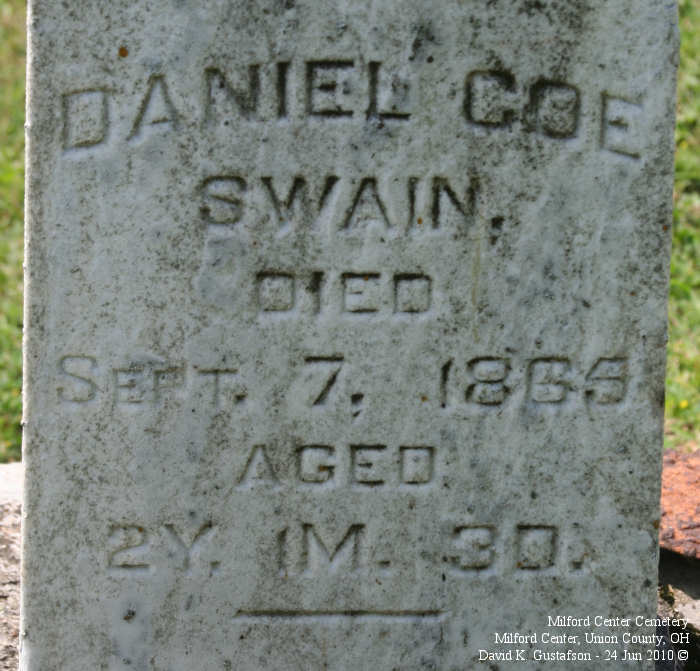 DANIEL COE
SWAIN,
DIED
SEPT. 7, 1865
AGED
2Y. 1M. 3D.
Milford Center Cemetery
Milford Center, Union County, OH
David K. Gustafson - 24 Jun 2010 ©